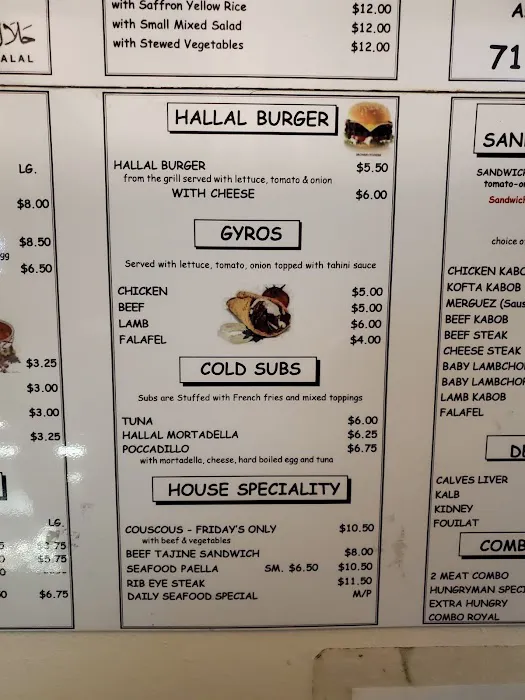 with Saffron Yellow Rice $12.00
with Small Mixed Salad $12.00
with Stewed Vegetables $12.00
ALAL
71
LG.
$8.00
$8.50
$6.50
$3.25
$3.00
$3.00
$3.25
LG.
$5.75
$6.75
HALLAL BURGER
HALLAL BURGER $5.50
from the grill served with lettuce, tomato & onion
WITH CHEESE $6.00
GYROS
Served with lettuce, tomato, onion topped with tahini sauce
CHICKEN $5.00
BEEF $5.00
LAMB $6.00
FALAFEL $4.00
COLD SUBS
Subs are Stuffed with French fries and mixed toppings
TUNA $6.00
HALLAL MORTADELLA $6.25
POCCADILLO $6.75
with mortadella, cheese, hard boiled egg and tuna
HOUSE SPECIALITY
COUSCOUS - FRIDAY'S ONLY $10.50
with beef & vegetables
BEEF TAJINE SANDWICH $8.00
SEAFOOD PAELLA SM. $6.50 $10.50
RIB EYE STEAK $11.50
DAILY SEAFOOD SPECIAL M/P
SAN
SANDWIC
tomato-o
Sandwic
choice o
CHICKEN KABO
KOFTA KABOB
MERGUEZ (Saus
BEEF KABOB
BEEF STEAK
CHEESE STEAK
BABY LAMBCHO
BABY LAMBCHOP
LAMB KABOB
FALAFEL
DE
CALVES LIVER
KALB
KIDNEY
FOUILAT
COMB
2 MEAT COMBO
HUNGRYMAN SPECI
EXTRA HUNGRY
COMBO ROYAL